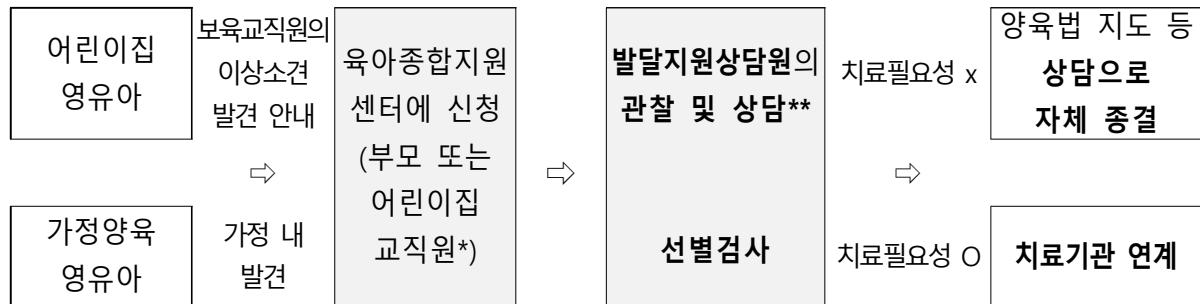 어린이집
영유아
보육교직원의
이상소견
발견 안내
⇨
가정양육
영유아
가정 내
발견
육아종합지원
센터에 신청
(부모 또는
어린이집
교직원*)
⇨
발달지원상담원의
관찰 및 상담**
선별검사
치료필요성 x
⇨
치료필요성 O
양육법 지도 등
상담으로
자체 종결
치료기관 연계